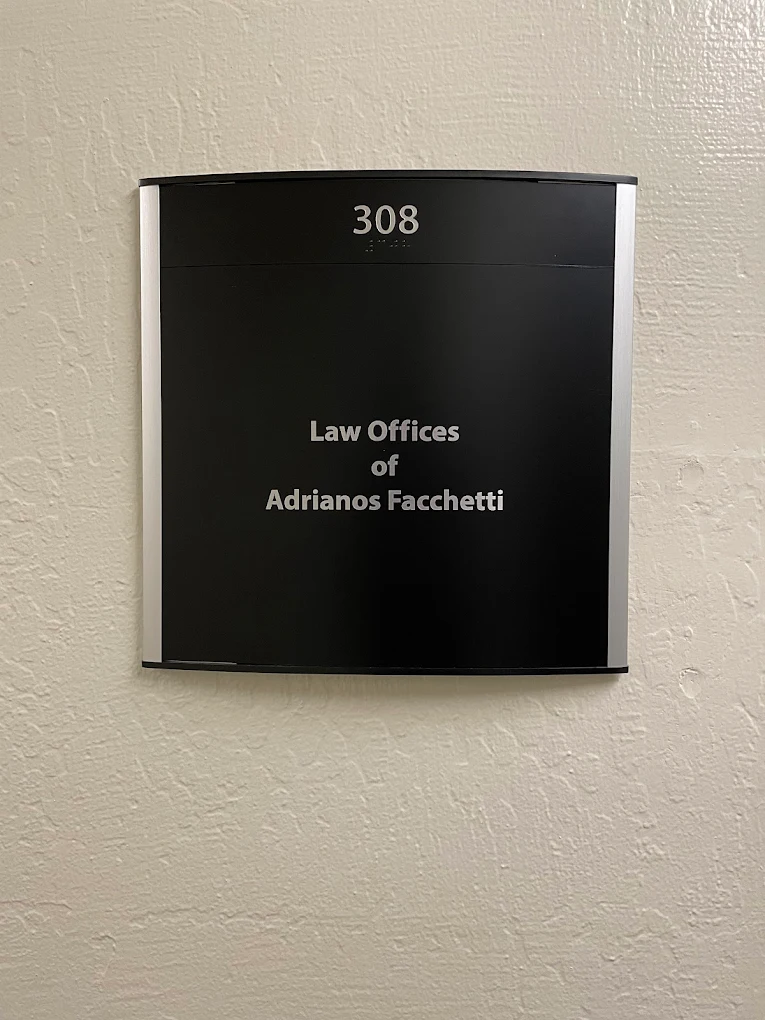 308
Law Offices
of
Adrianos Facchetti